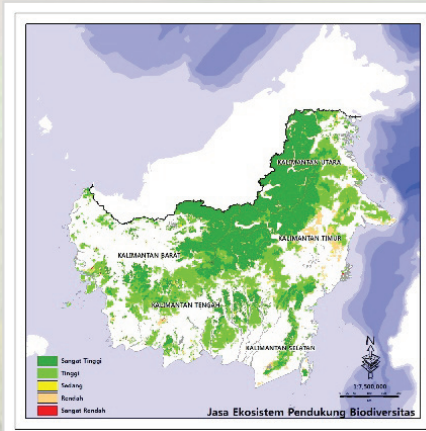 KALIMANTAN UTARA
KALIMANTAN TIMUR
KALIMANTAN BARAT
KALIMANTAN TENGAH
KALIMANTAN SELATAN
Sangat Tinggi
Tinggi
Sedang
Rendah
Sangat Rendah
N
1:7,500,000
Jasa Ekosistem Pendukung Biodiversitas